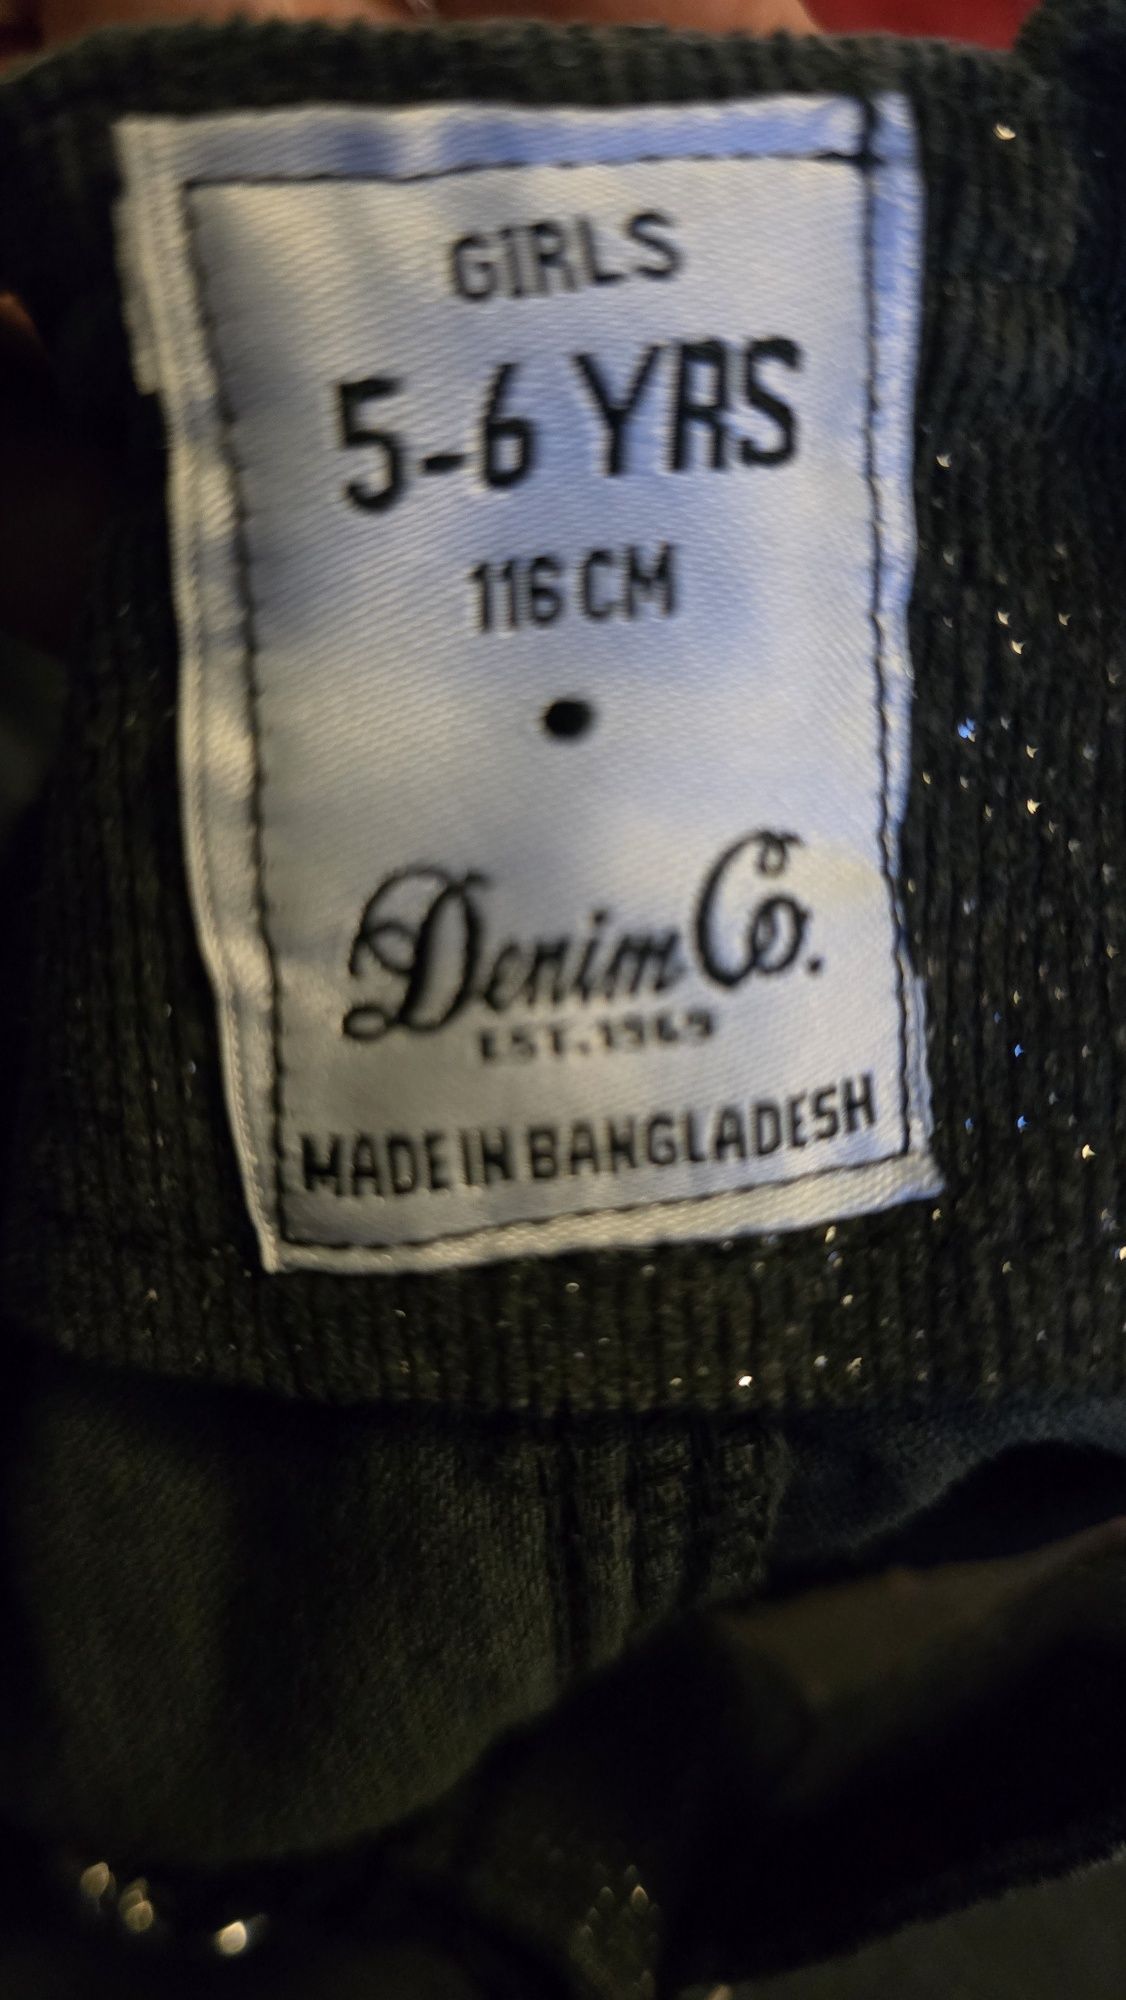 GIRLS
5-6 YRS
116 CM
Denim Co.
EST. 1969
MADE IN BANGLADESH